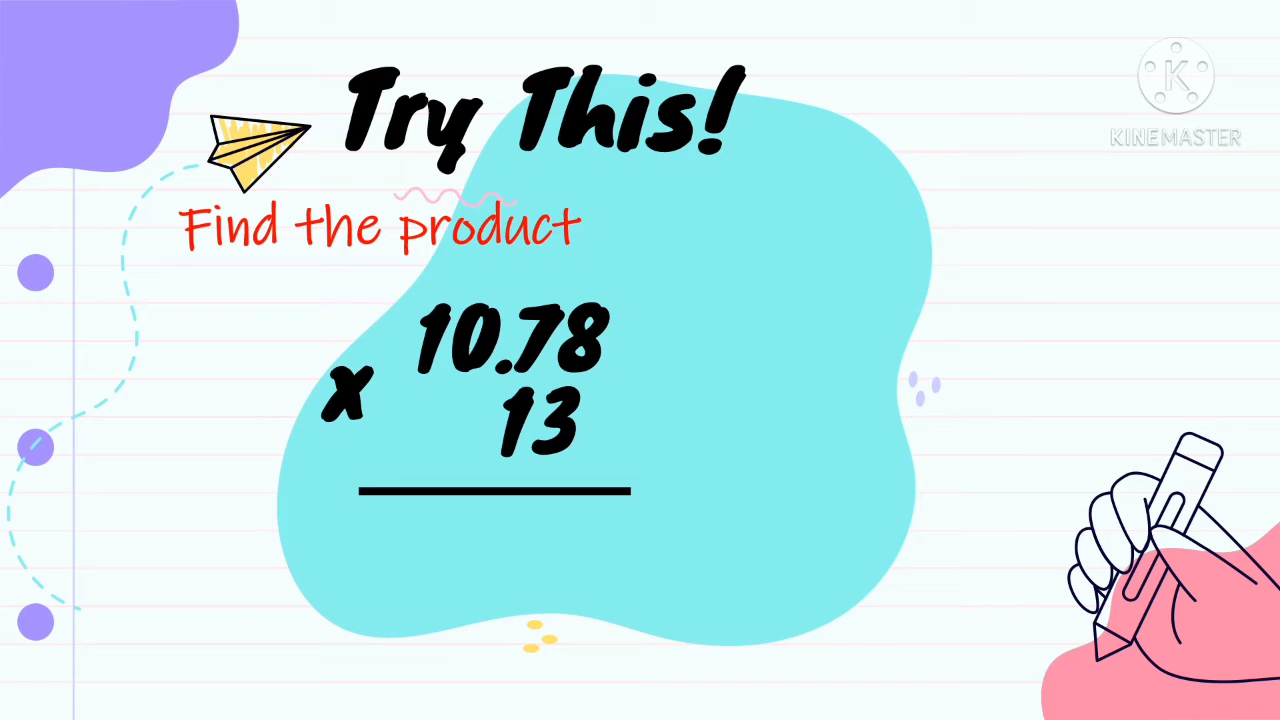 Try This!
K
KINEMASTER
Find the product
10.78
x
13